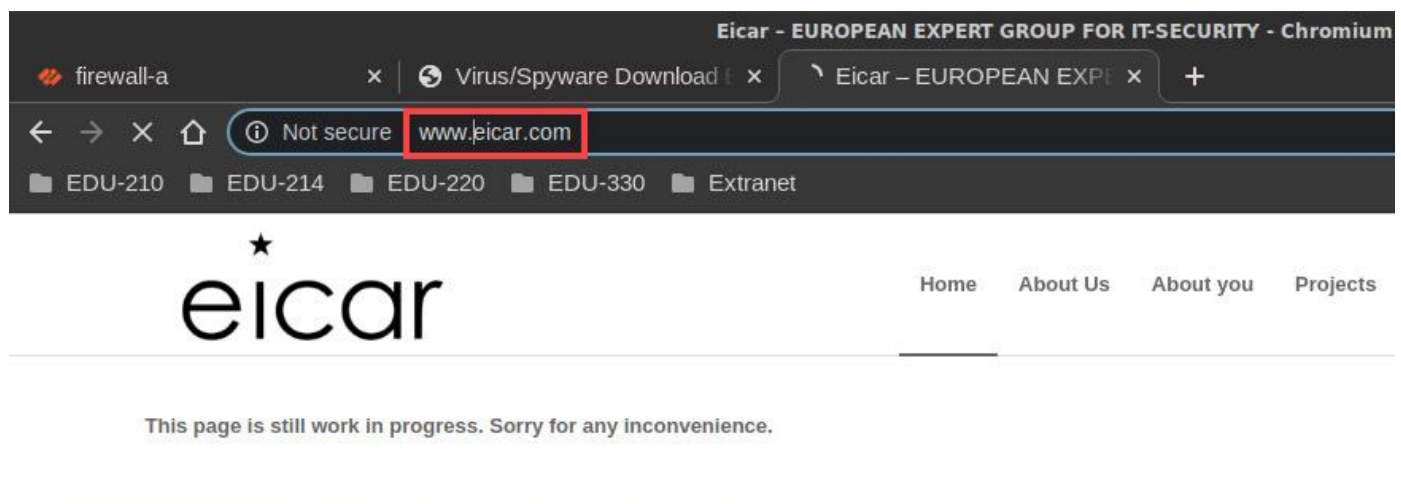 Eicar – EUROPEAN EXPERT GROUP FOR IT-SECURITY - Chromium
firewall-a
Virus/Spyware Download
Eicar – EUROPEAN EXPE
Not secure
www.eicar.com
EDU-210 EDU-214 EDU-220 EDU-330 Extranet
eicar
Home About Us About you Projects
This page is still work in progress. Sorry for any inconvenience.